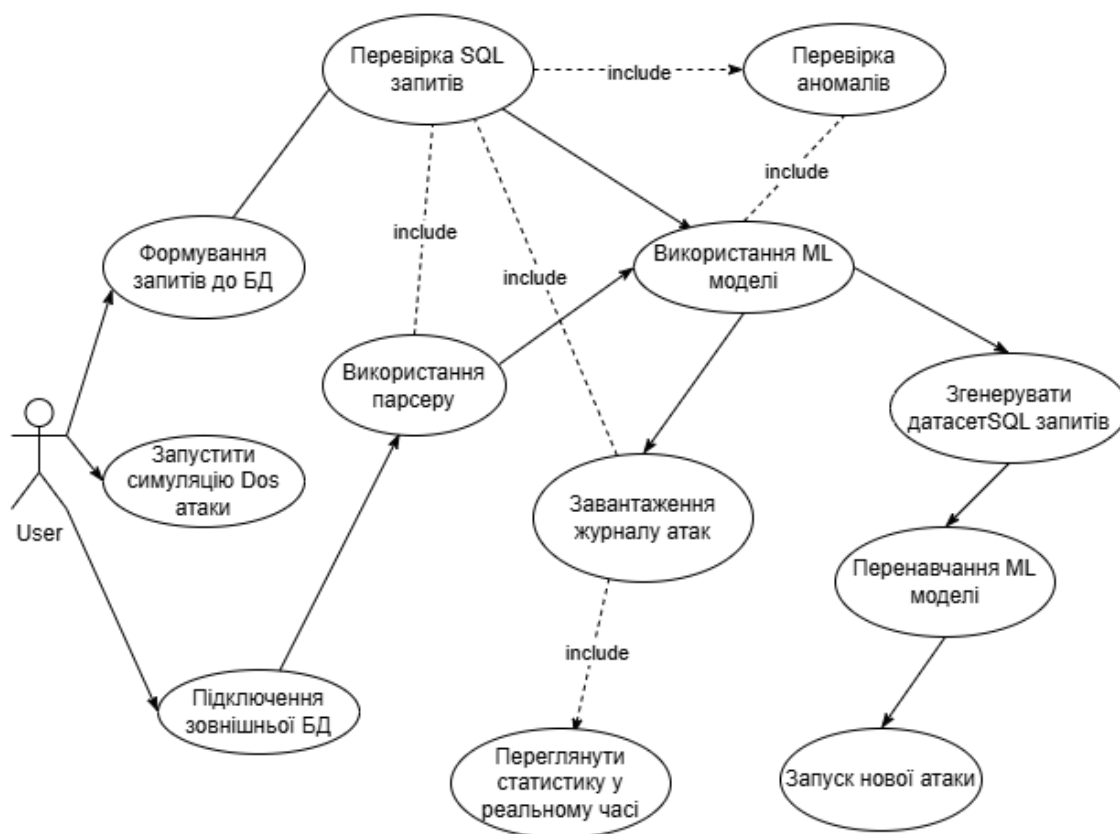 Перевірка SQL
запитів
include
Перевірка
аномалів
include
Формування
запитів до БД
include
include
Використання ML
моделі
Використання
парсеру
Згенерувати
датасетSQL запитів
Запустити
симуляцію Dos
атаки
User
Завантаження
журналу атак
Перенавчання ML
моделі
include
Підключення
зовнішньої БД
Переглянути
статистику у
реальному часі
Запуск нової атаки